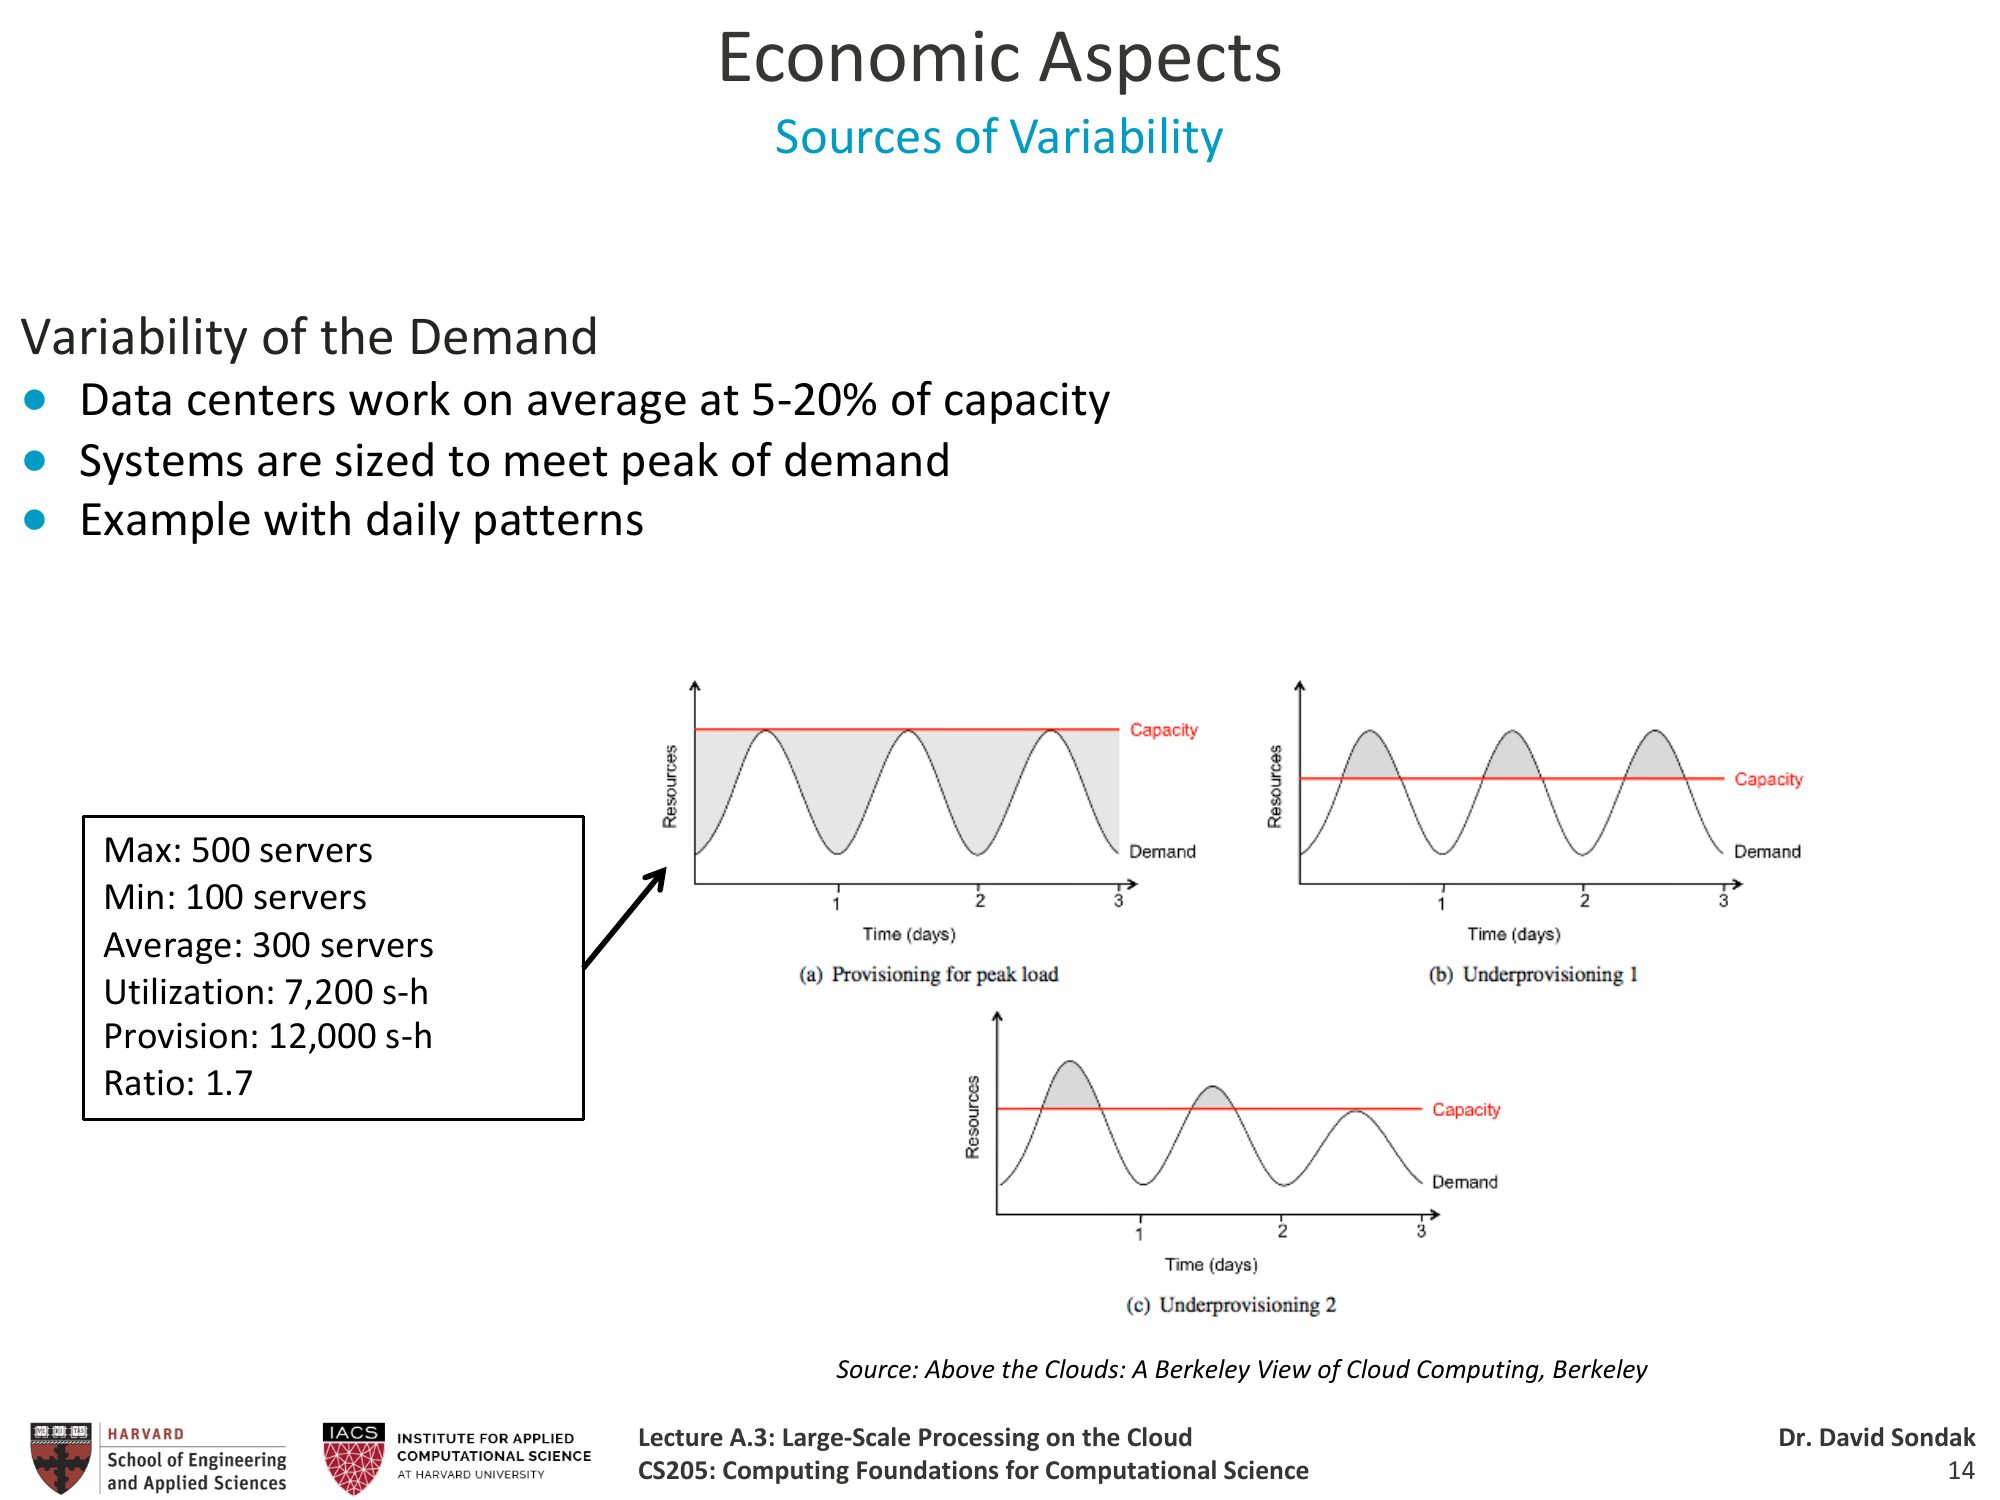 Economic Aspects
Sources of Variability
Variability of the Demand
● Data centers work on average at 5-20% of capacity
● Systems are sized to meet peak of demand
● Example with daily patterns
Max: 500 servers
Min: 100 servers
Average: 300 servers
Utilization: 7,200 s-h
Provision: 12,000 s-h
Ratio: 1.7
Resources
Capacity
Demand
1 2 3
Time (days)
(a) Provisioning for peak load
Resources
Capacity
Demand
1 2 3
Time (days)
(b) Underprovisioning 1
Resources
Capacity
Demand
1 2 3
Time (days)
(c) Underprovisioning 2
Source: Above the Clouds: A Berkeley View of Cloud Computing, Berkeley
HARVARD
School of Engineering
and Applied Sciences
IACS
INSTITUTE FOR APPLIED
COMPUTATIONAL SCIENCE
AT HARVARD UNIVERSITY
Lecture A.3: Large-Scale Processing on the Cloud
CS205: Computing Foundations for Computational Science
Dr. David Sondak
14